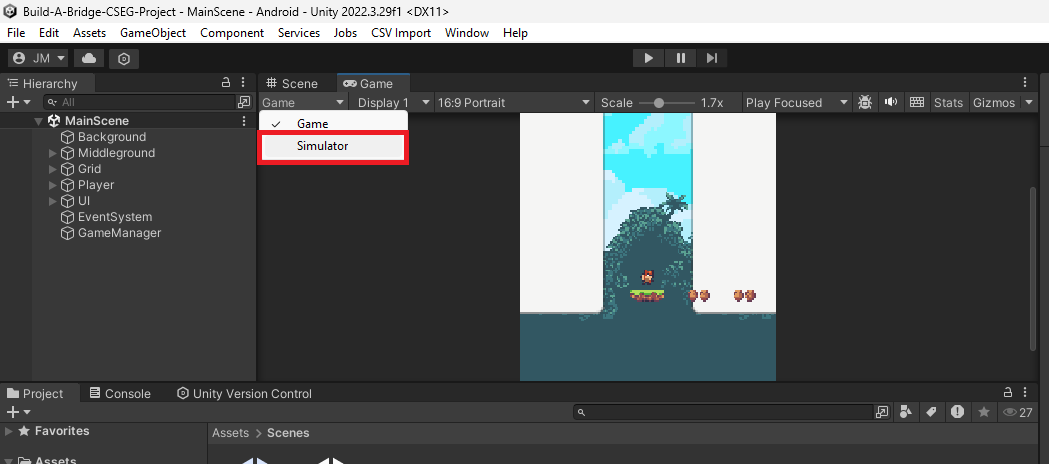 Build-A-Bridge-CSEG-Project - MainScene - Android - Unity 2022.3.29f1 <DX11>
File Edit Assets GameObject Component Services Jobs CSV Import Window Help
JM
Hierarchy
Scene Game
All
Game Display 1 16:9 Portrait Scale 1.7x Play Focused Stats Gizmos
Game
Simulator
MainScene
Background
Middleground
Grid
Player
UI
EventSystem
GameManager
Project Console Unity Version Control
27
Favorites
Assets > Scenes
Assets